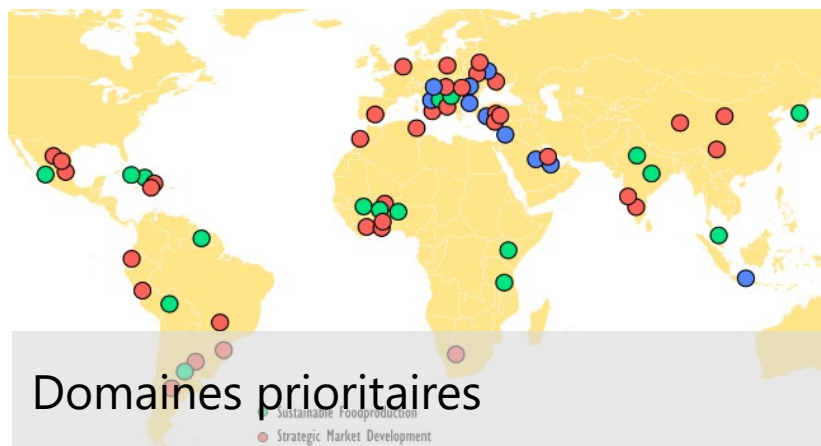 Domaines prioritaires
Sustainable Foodproduction
Strategic Market Development